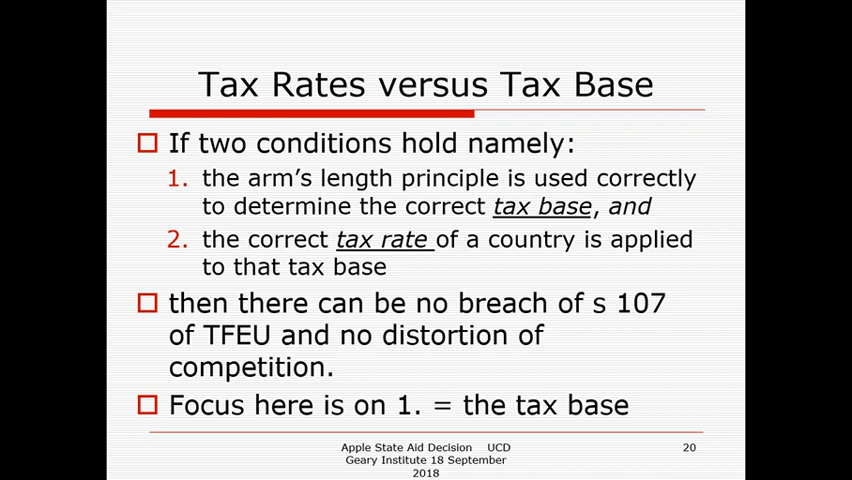 Tax Rates versus Tax Base
If two conditions hold namely:
1. the arm's length principle is used correctly
to determine the correct tax base, and
2. the correct tax rate of a country is applied
to that tax base
then there can be no breach of s 107
of TFEU and no distortion of
competition.
Focus here is on 1. = the tax base
Apple State Aid Decision UCD
Geary Institute 18 September
2018
20